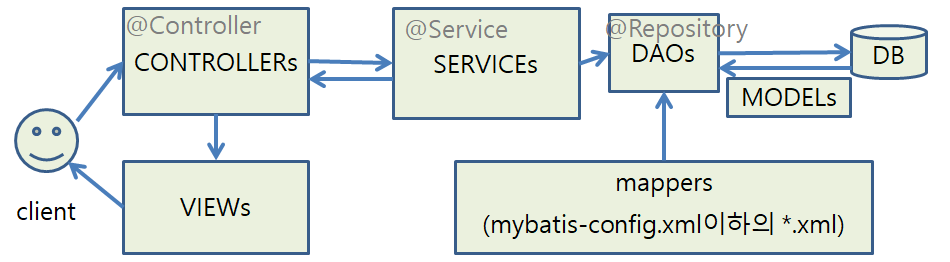 @Controller
CONTROLLERs
@Service
SERVICEs
@Repository
DAOs
DB
MODELs
client
VIEWs
mappers
(mybatis-config.xml이하의 *.xml)